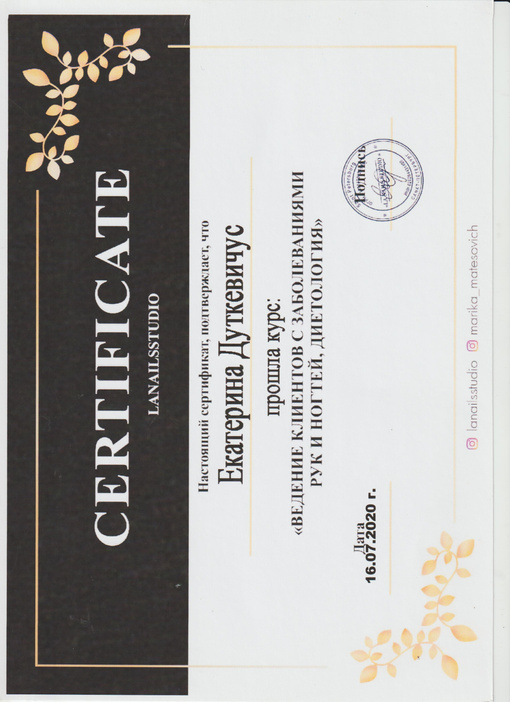 CERTIFICATE
LANAILSSTUDIO
Настоящий сертификат, подтверждает, что
Екатерина Дуткевичус
прошла курс:
«ВЕДЕНИЕ КЛИЕНТОВ С ЗАБОЛЕВАНИЯМИ
РУК И НОГТЕЙ, ДИЕТОЛОГИЯ»
Дата
16.07.2020 г.
Подпись
lanailsstudio marika_matesovich